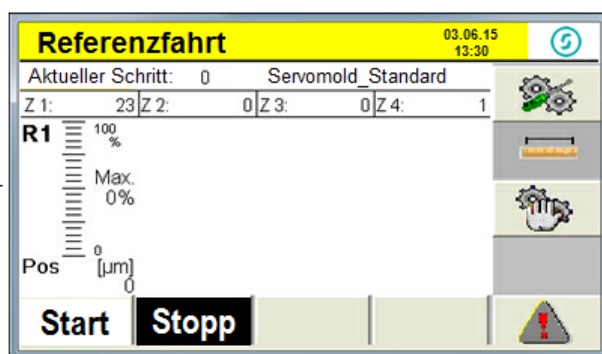 Referenzfahrt 03.06.15
13:30
Aktueller Schritt: 0 Servomold_Standard
Z 1: 23 Z 2: 0 Z 3: 0 Z 4: 1
R1 100
%
Max.
0%
0
Pos [µm]
0
Start Stopp